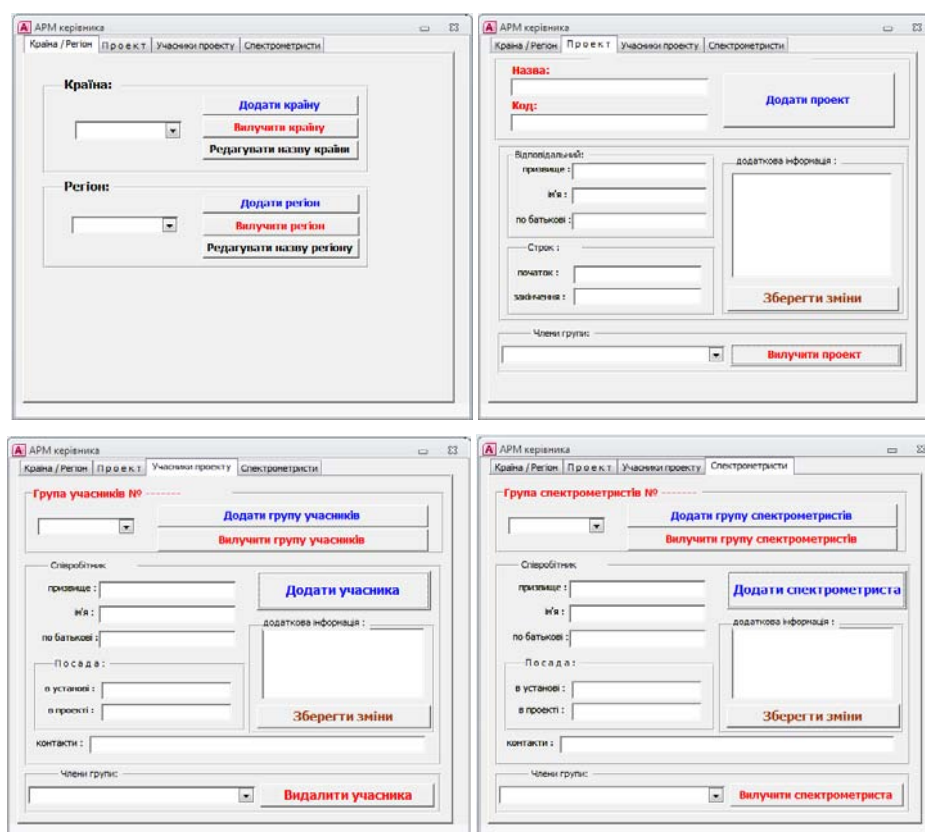 АРМ керівника
Країна / Регіон Проект Учасники проекту Спектрометристи
Країна:
Додати країну
Вилучити країну
Редагувати назву країни
Регіон:
Додати регіон
Вилучити регіон
Редагувати назву регіону
АРМ керівника
Країна / Регіон Проект Учасники проекту Спектрометристи
Назва:
Код:
Додати проект
Відповідальний:
призвище :
ім'я :
по батькові :
додаткова інформація :
Строк :
початок :
закінчення :
Зберегти зміни
Члени групи:
Вилучити проект
АРМ керівника
Країна / Регіон Проект Учасники проекту Спектрометристи
Група учасників № -------
Додати групу учасників
Вилучити групу учасників
Співробітник
призвище :
ім'я :
по батькові :
Додати учасника
додаткова інформація :
Посада:
в установі :
в проекті :
Зберегти зміни
контакти :
Члени групи:
Видалити учасника
АРМ керівника
Країна / Регіон Проект Учасники проекту Спектрометристи
Група спектрометристів № -------
Додати групу спектрометристів
Вилучити групу спектрометристів
Співробітник
призвище :
ім'я :
по батькові :
Додати спектрометриста
додаткова інформація :
Посада:
в установі :
в проекті :
Зберегти зміни
контакти :
Члени групи:
Вилучити спектрометриста